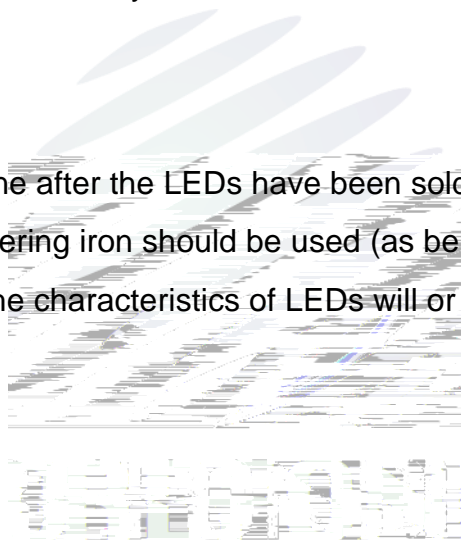 ne after the LEDs have been sold
ering iron should be used (as be
ne characteristics of LEDs will or